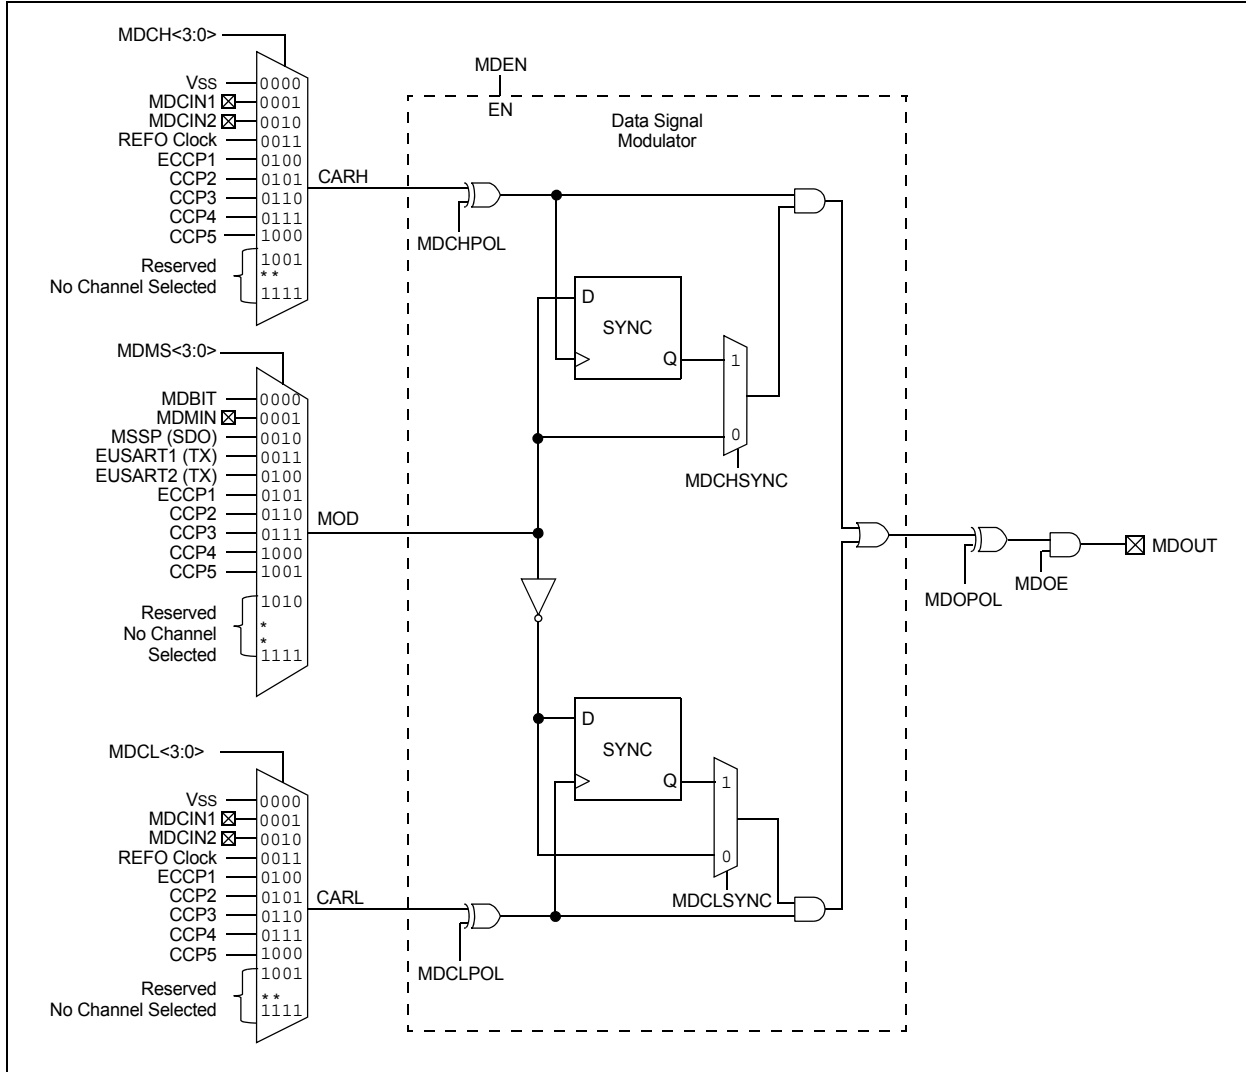 MDCH<3:0>
VSS 0000
MDCIN1 0001
MDCIN2 0010
REFO Clock 0011
ECCP1 0100
CCP2 0101
CCP3 0110
CCP4 0111
CCP5 1000
Reserved
No Channel Selected
1001
**
1111
CARH
MDCHPOL
MDEN
EN
Data Signal
Modulator
D
SYNC
Q
1
0
MDCHSYNC
MDMS<3:0>
MDBIT 0000
MDMIN 0001
MSSP (SDO) 0010
EUSART1 (TX) 0011
EUSART2 (TX) 0100
ECCP1 0101
CCP2 0110
CCP3 0111
CCP4 1000
CCP5 1001
Reserved
No Channel
Selected
1010
*
*
1111
MOD
MDOPOL
MDOE
MDOUT
D
SYNC
Q
1
0
MDCLSYNC
MDCL<3:0>
VSS 0000
MDCIN1 0001
MDCIN2 0010
REFO Clock 0011
ECCP1 0100
CCP2 0101
CCP3 0110
CCP4 0111
CCP5 1000
Reserved
No Channel Selected
1001
**
1111
CARL
MDCLPOL